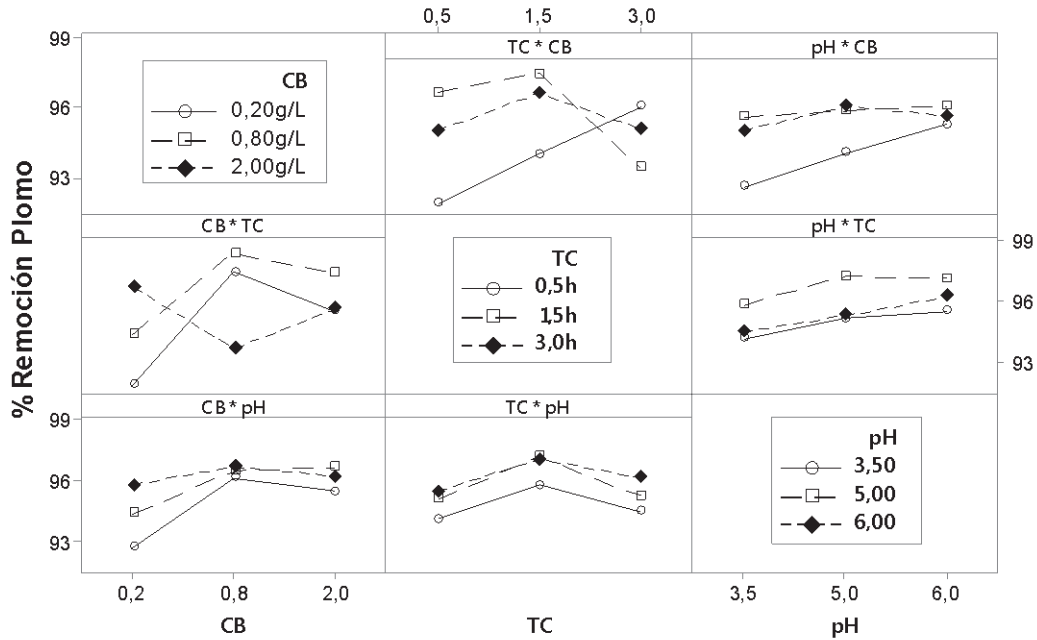 0,5 1,5 3,0
99
TC * CB
pH * CB
CB
0,20g/L
0,80g/L
2,00g/L
96
93
% Remoción Plomo
CB * TC
pH * TC
TC
0,5h
1,5h
3,0h
99
96
93
CB * pH
TC * pH
99
96
93
pH
3,50
5,00
6,00
0,2 0,8 2,0
3,5 5,0 6,0
CB
TC
pH